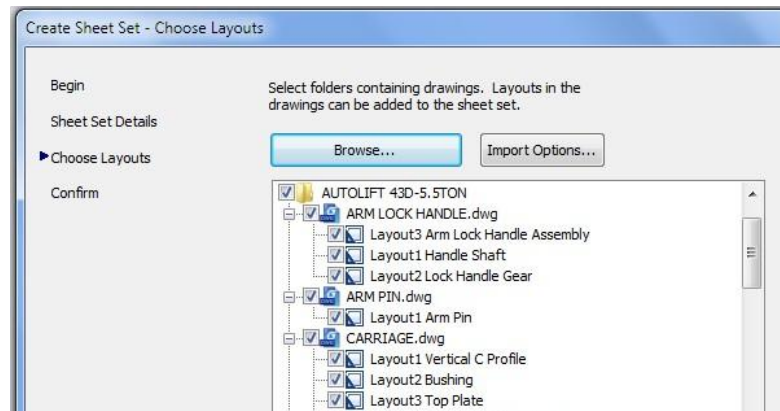 Create Sheet Set - Choose Layouts
Begin
Sheet Set Details
Choose Layouts
Confirm
Select folders containing drawings. Layouts in the
drawings can be added to the sheet set.
Browse...
Import Options...
AUTOLIFT 43D-5.5TON
ARM LOCK HANDLE.dwg
Layout3 Arm Lock Handle Assembly
Layout1 Handle Shaft
Layout2 Lock Handle Gear
ARM PIN.dwg
Layout1 Arm Pin
CARRIAGE.dwg
Layout1 Vertical C Profile
Layout2 Bushing
Layout3 Top Plate